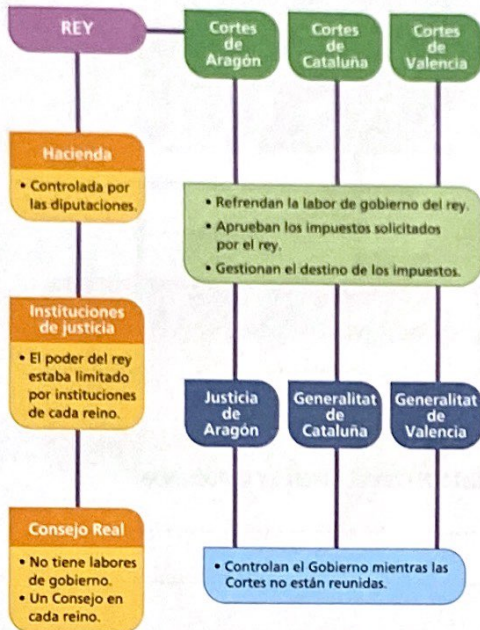 REY
Cortes
de
Aragón
Cortes
de
Cataluña
Cortes
de
Valencia
Hacienda
• Controlada por
las diputaciones.
• Refrendan la labor de gobierno del rey.
• Aprueban los impuestos solicitados
por el rey.
• Gestionan el destino de los impuestos.
Instituciones
de justicia
• El poder del rey
estaba limitado
por instituciones
de cada reino.
Justicia
de
Aragón
Generalitat
de
Cataluña
Generalitat
de
Valencia
Consejo Real
• No tiene labores
de gobierno.
• Un Consejo en
cada reino.
• Controlan el Gobierno mientras las
Cortes no están reunidas.